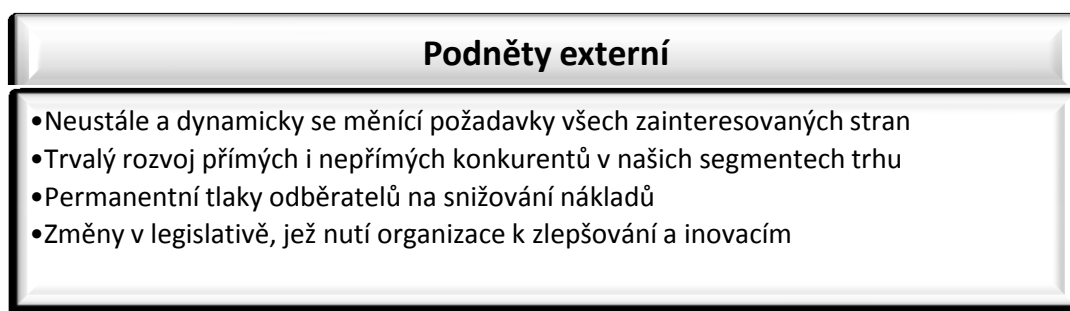 Podněty externí
•Neustále a dynamicky se měnící požadavky všech zainteresovaných stran
•Trvalý rozvoj přímých i nepřímých konkurentů v našich segmentech trhu
•Permanentní tlaky odběratelů na snižování nákladů
•Změny v legislativě, jež nutí organizace k zlepšování a inovacím